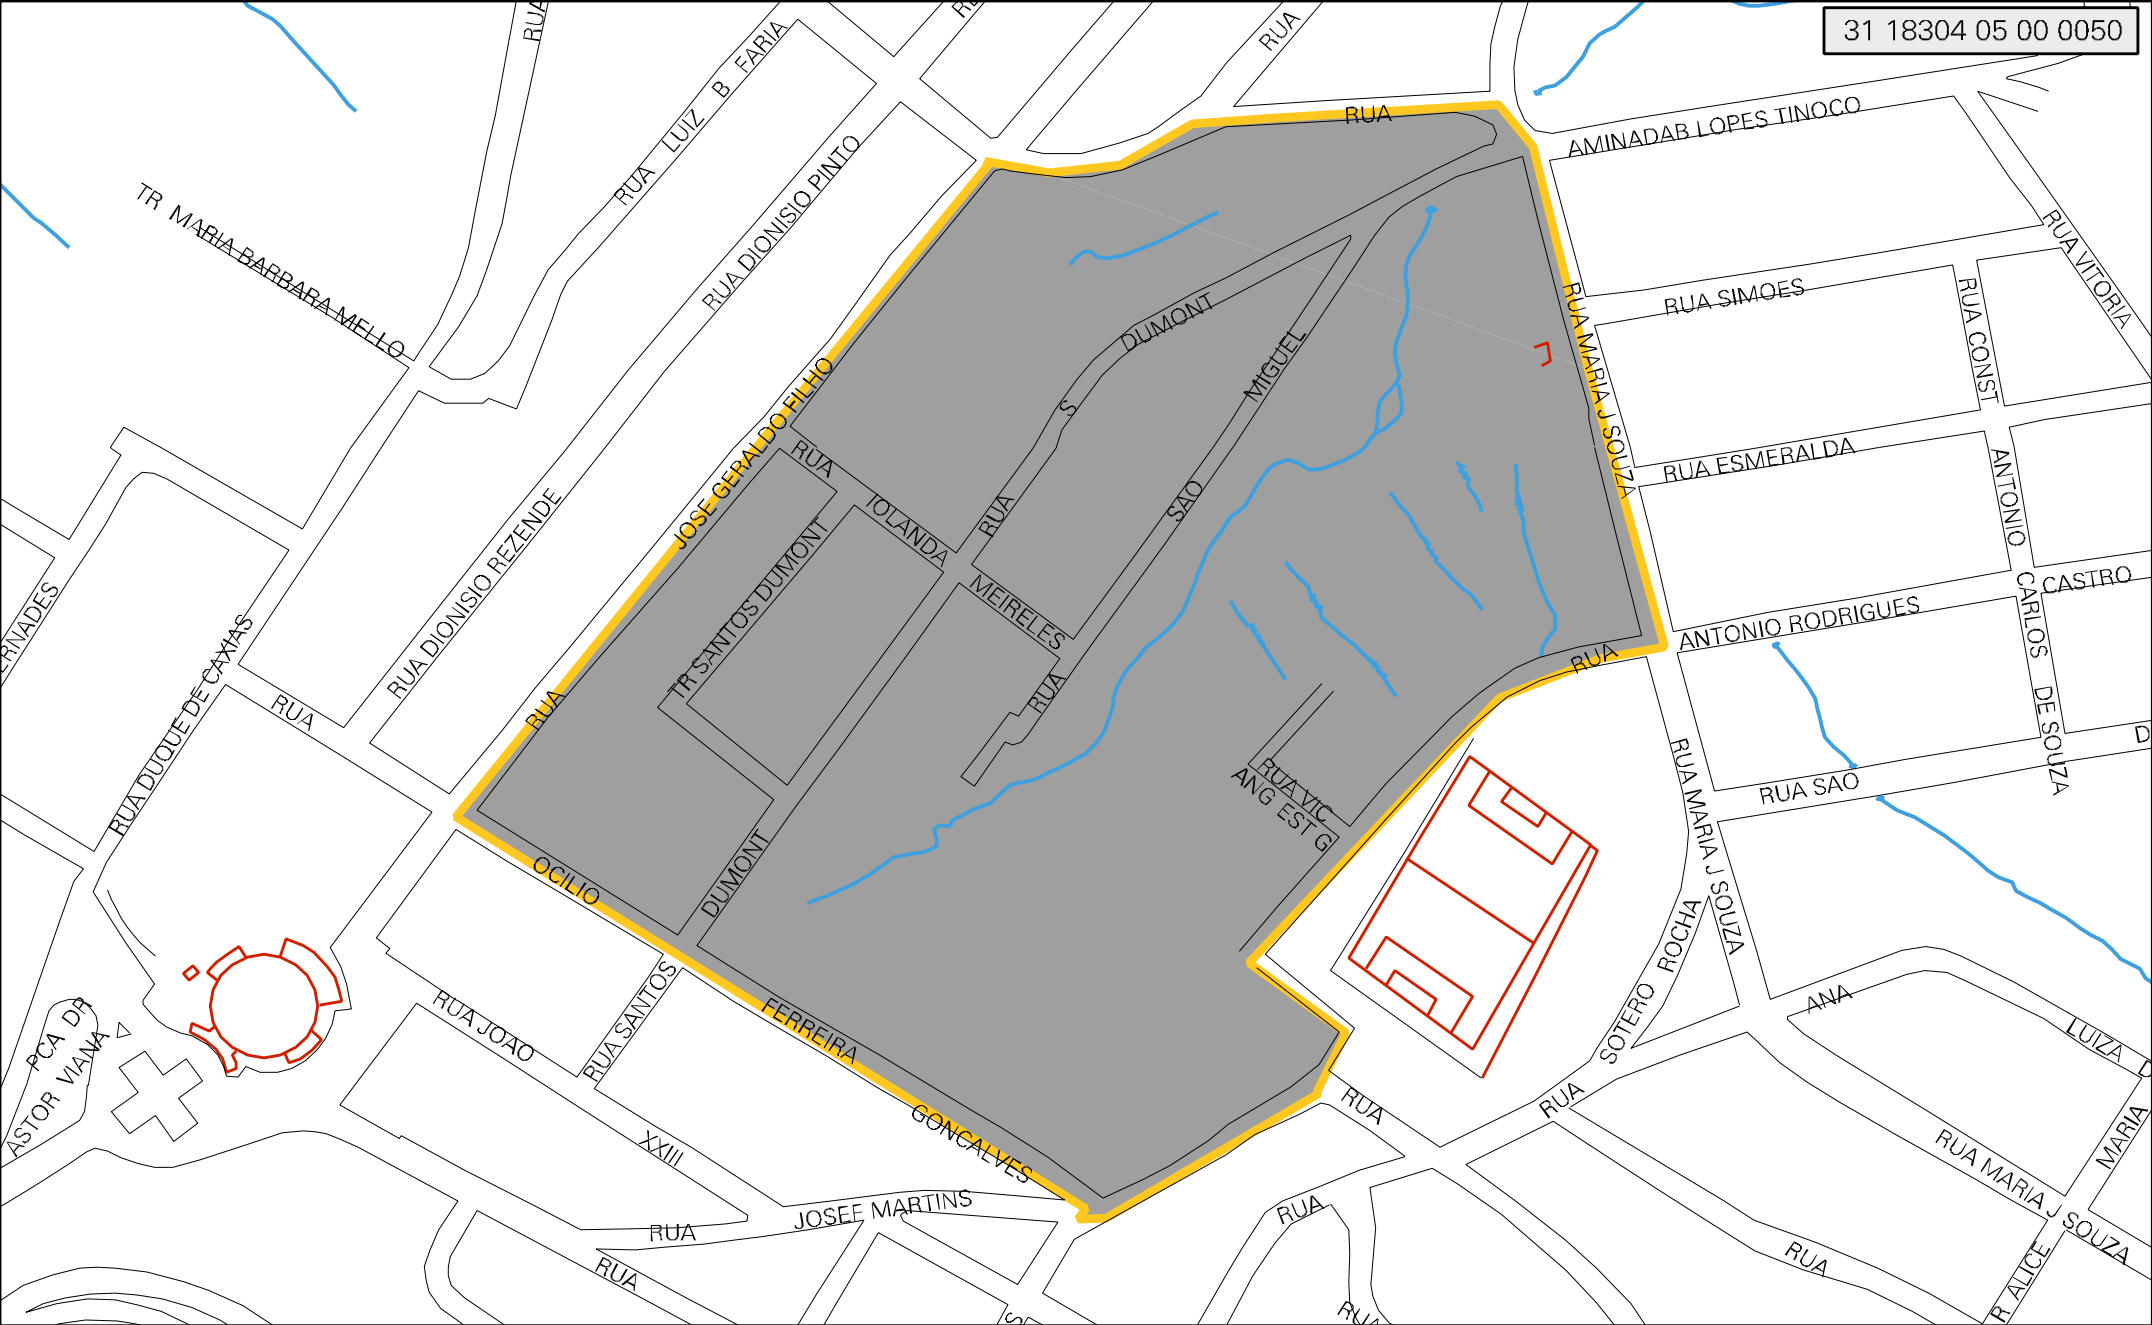 31 18304 05 00 0050
RUA
RUA
RUA LUIZ B FARIA
RUA
AMINADAB LOPES TINOCO
TR MARIA BARBARA MELLO
RUA DIONISIO PINTO
RUA VITORIA
RUA SIMOES
RUA CONST
RUA MARIA J SOUZA
DUMONT
MIGUEL
S
JOSE GERALDO FILHO
RUA
IOLANDA
MEIRELES
RUA ESMERALDA
ANTONIO
SAO
RUA
RUA DIONISIO REZENDE
TR SANTOS DUMONT
CARLOS
CASTRO
ANTONIO RODRIGUES
ERNADES
RUA DUQUE DE CAXIAS
RUA
RUA
RUA
RUA
DE SOUZA
D
RUA SAO
RUA MARIA J SOUZA
RUA VIC
ANG EST G
OCILIO
DUMONT
RUA SANTOS
SOTERO ROCHA
PCA DR
ASTOR VIANA
RUA JOAO
FERREIRA
ANA
LUIZA D
RUA
RUA
GONCALVES
XXIII
MARIA
RUA MARIA J SOUZA
RUA
JOSEF MARTINS
RUA
RUA
RUA
R ALICE
RUA
S